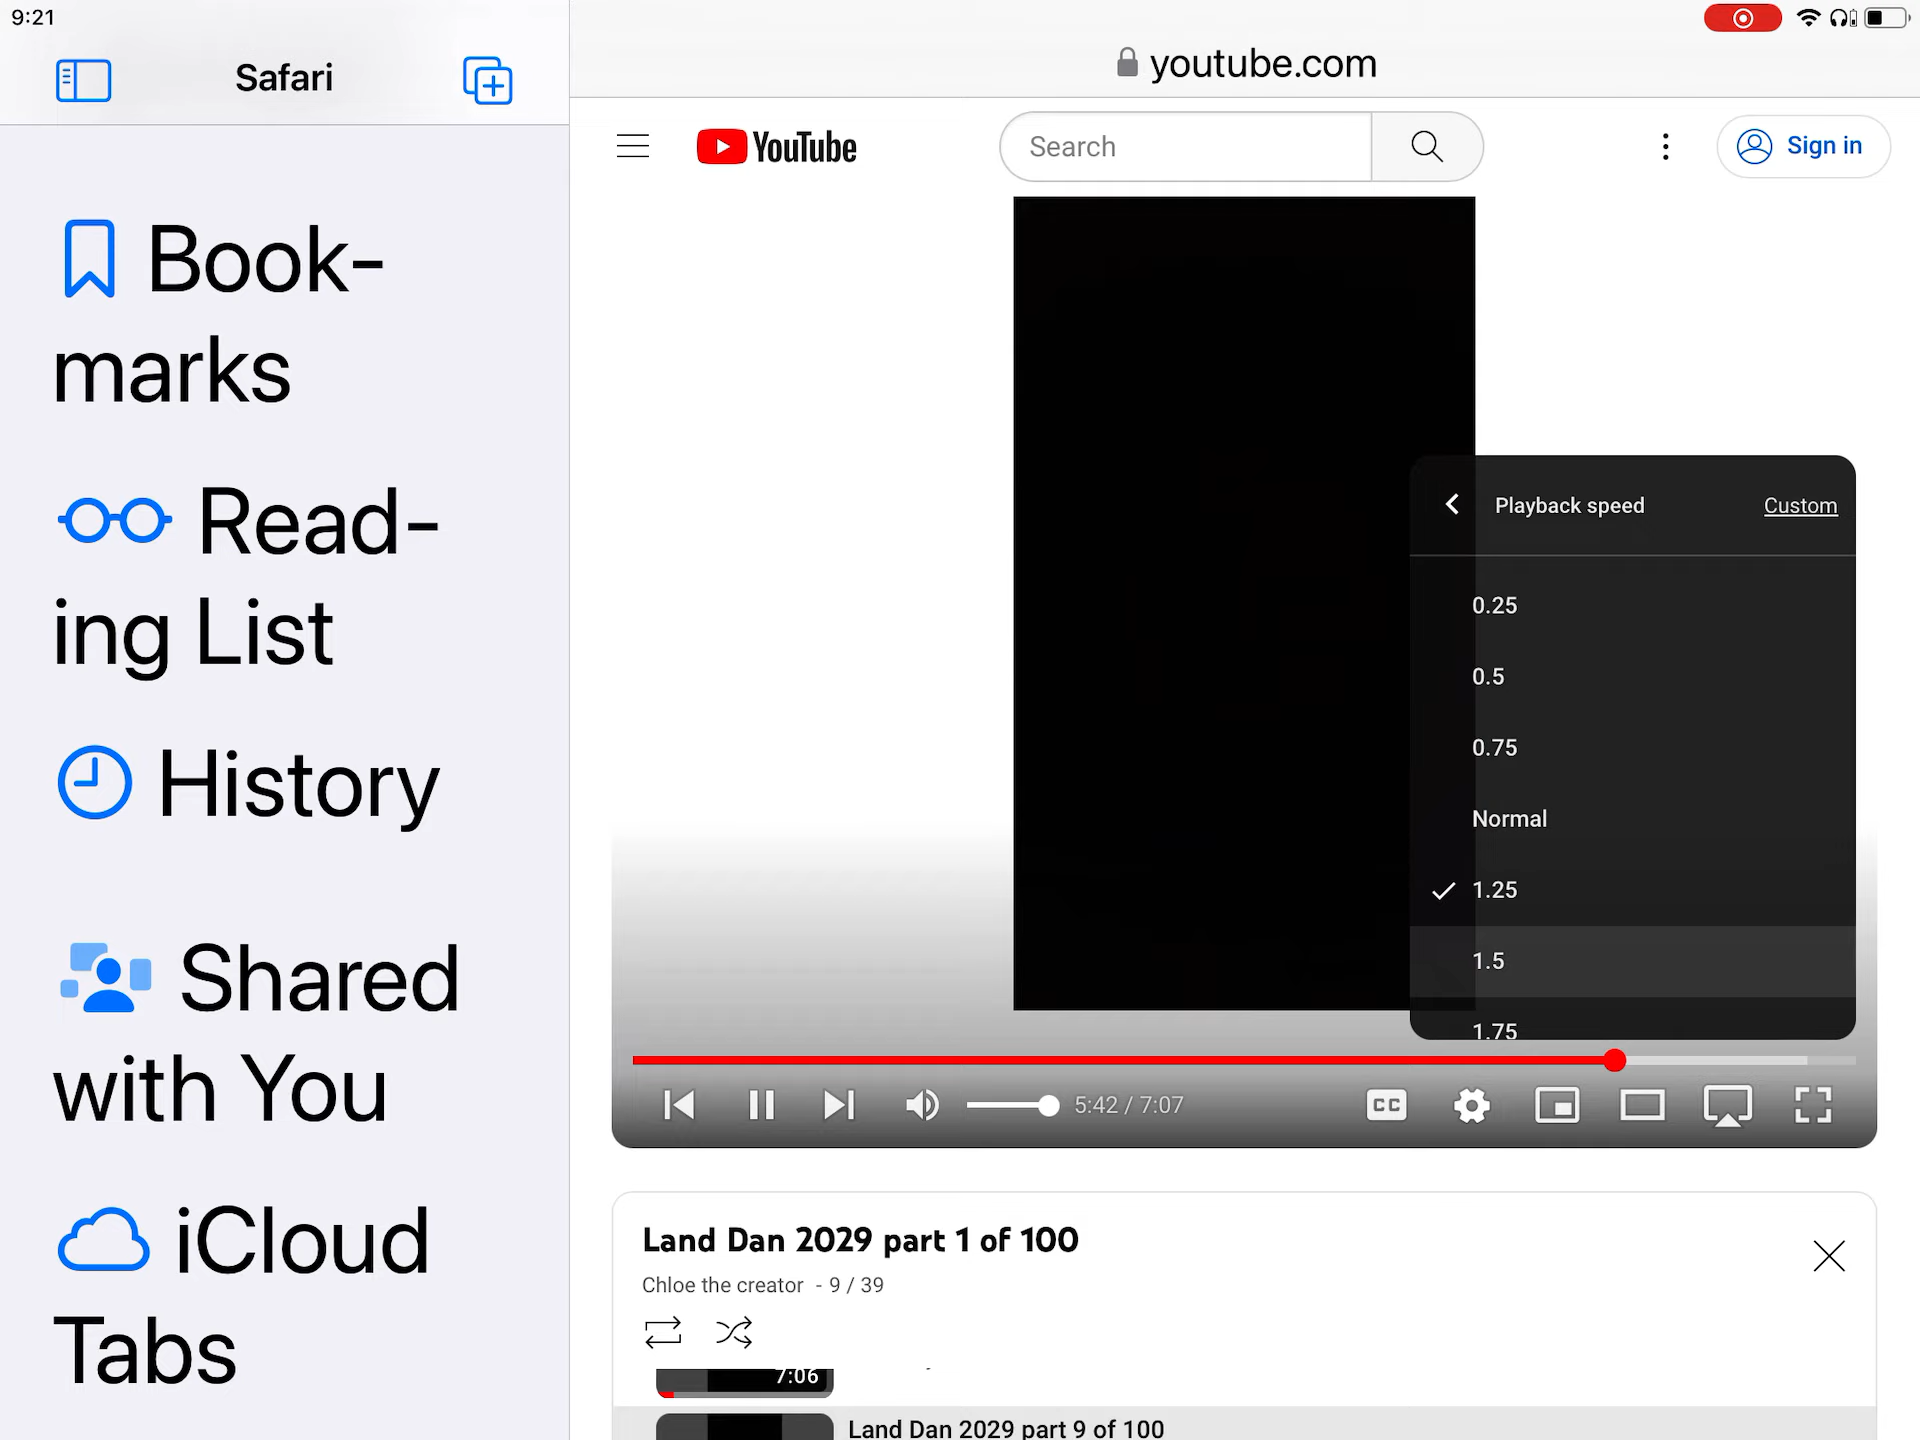 9:21
Safari
youtube.com
Book-
marks
Read-
ing List
History
Shared
with You
iCloud
Tabs
YouTube
Search
Sign in
Playback speed
Custom
0.25
0.5
0.75
Normal
1.25
1.5
1.75
5:42 / 7:07
CC
Land Dan 2029 part 1 of 100
Chloe the creator - 9 / 39
7:06
Land Dan 2029 part 9 of 100